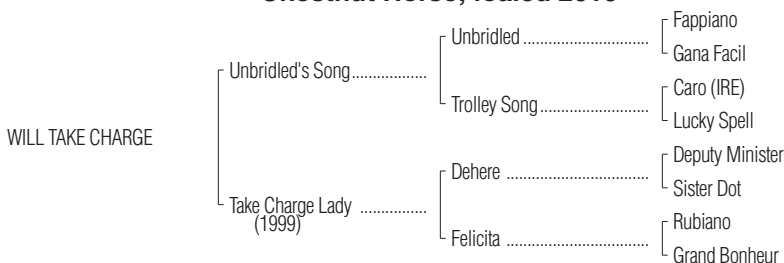 Fappiano
Unbridled ................................
Gana Facil
Unbridled's Song...................
Caro (IRE)
Trolley Song............................
Lucky Spell
WILL TAKE CHARGE
Deputy Minister
Dehere ....................................
Sister Dot
Take Charge Lady .................
(1999)
Rubiano
Felicita ....................................
Grand Bonheur